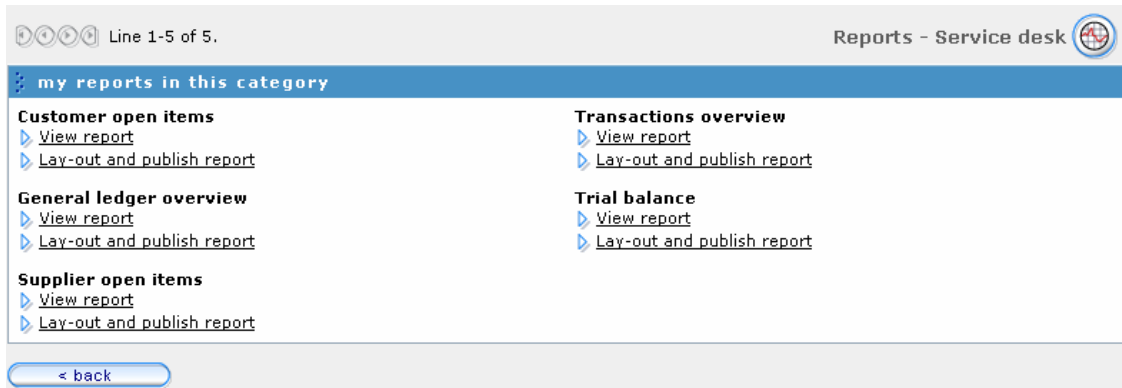 Line 1-5 of 5.
Reports - Service desk
my reports in this category
Customer open items
View report
Lay-out and publish report
General ledger overview
View report
Lay-out and publish report
Supplier open items
View report
Lay-out and publish report
Transactions overview
View report
Lay-out and publish report
Trial balance
View report
Lay-out and publish report
< back